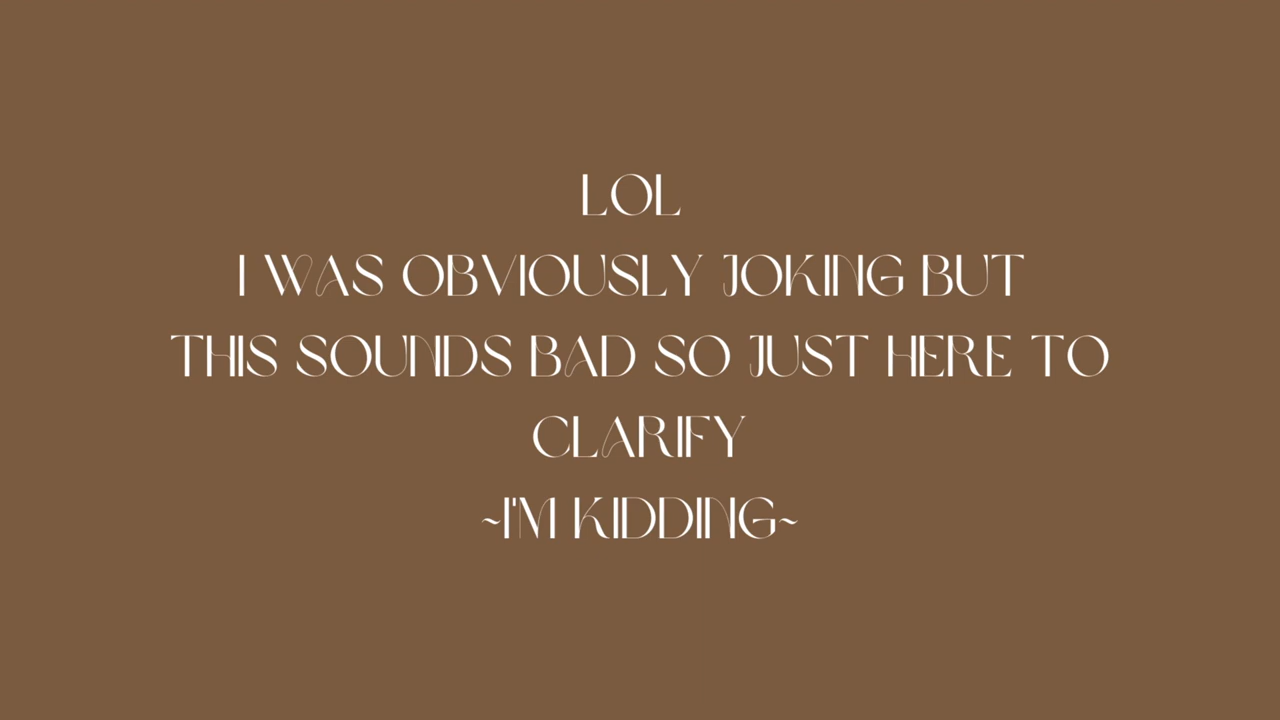 LOL
I WAS OBVIOUSLY JOKING BUT
THIS SOUNDS BAD SO JUST HERE TO
CLARIFY
~I'M KIDDING~